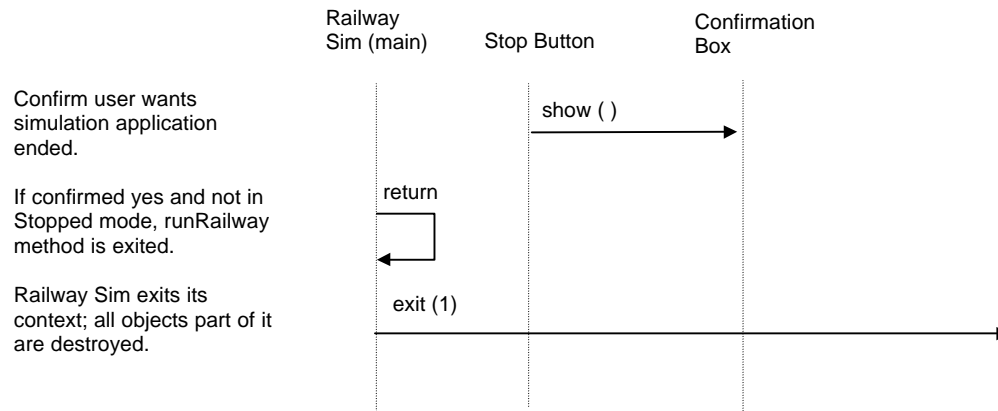 Railway
Sim (main)
Stop Button
Confirmation
Box
Confirm user wants
simulation application
ended.
show ( )
If confirmed yes and not in
Stopped mode, runRailway
method is exited.
return
Railway Sim exits its
context; all objects part of it
are destroyed.
exit (1)